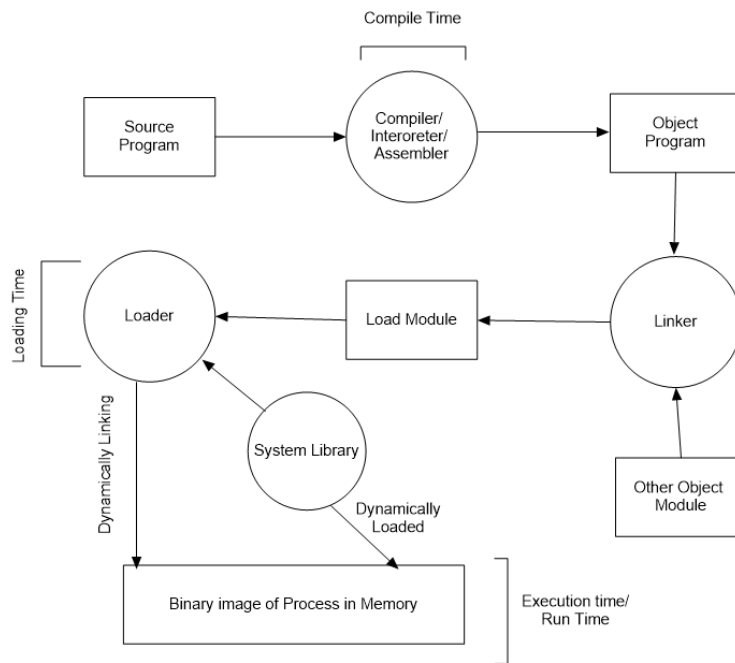 Compile Time
Source
Program
Compiler/
Interoreter/
Assembler
Object
Program
Loading Time
Loader
Load Module
Linker
Dynamically Linking
System Library
Dynamically
Loaded
Other Object
Module
Binary image of Process in Memory
Execution time/
Run Time